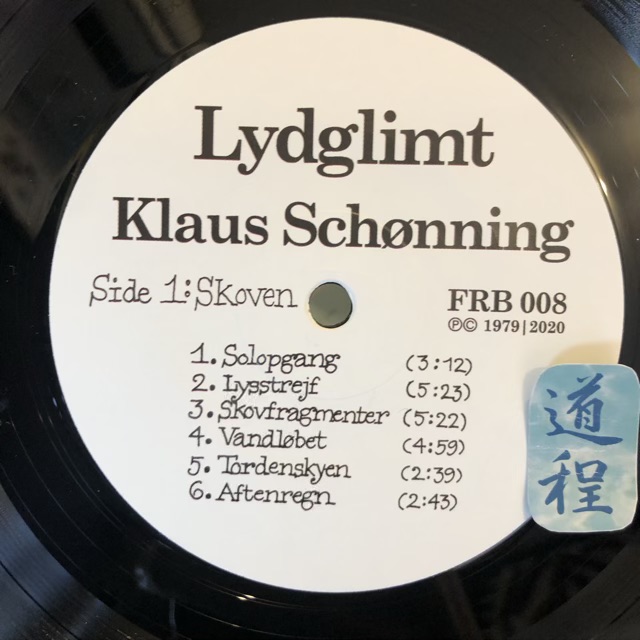 Lydglimt
Klaus Schønning
Side 1: Skoven
FRB 008
℗© 1979|2020
1. Solopgang (3:12)
2. Lysstrejf (5:23)
3. Skovfragmenter (5:22)
4. Vandløbet (4:59)
5. Tordenskyen (2:39)
6. Aftenregn (2:43)
道程